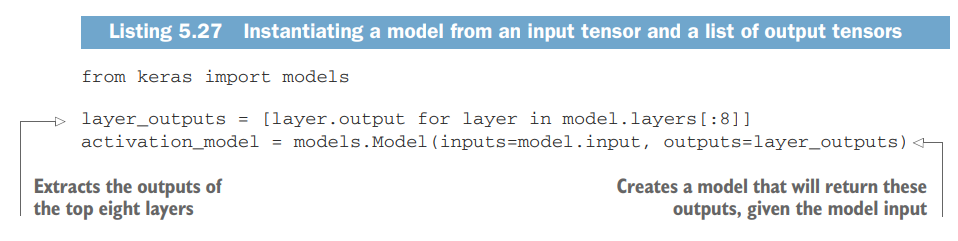 Listing 5.27 Instantiating a model from an input tensor and a list of output tensors
from keras import models
layer_outputs = [layer.output for layer in model.layers[:8]]
activation_model = models.Model(inputs=model.input, outputs=layer_outputs)
Extracts the outputs of
the top eight layers
Creates a model that will return these
outputs, given the model input